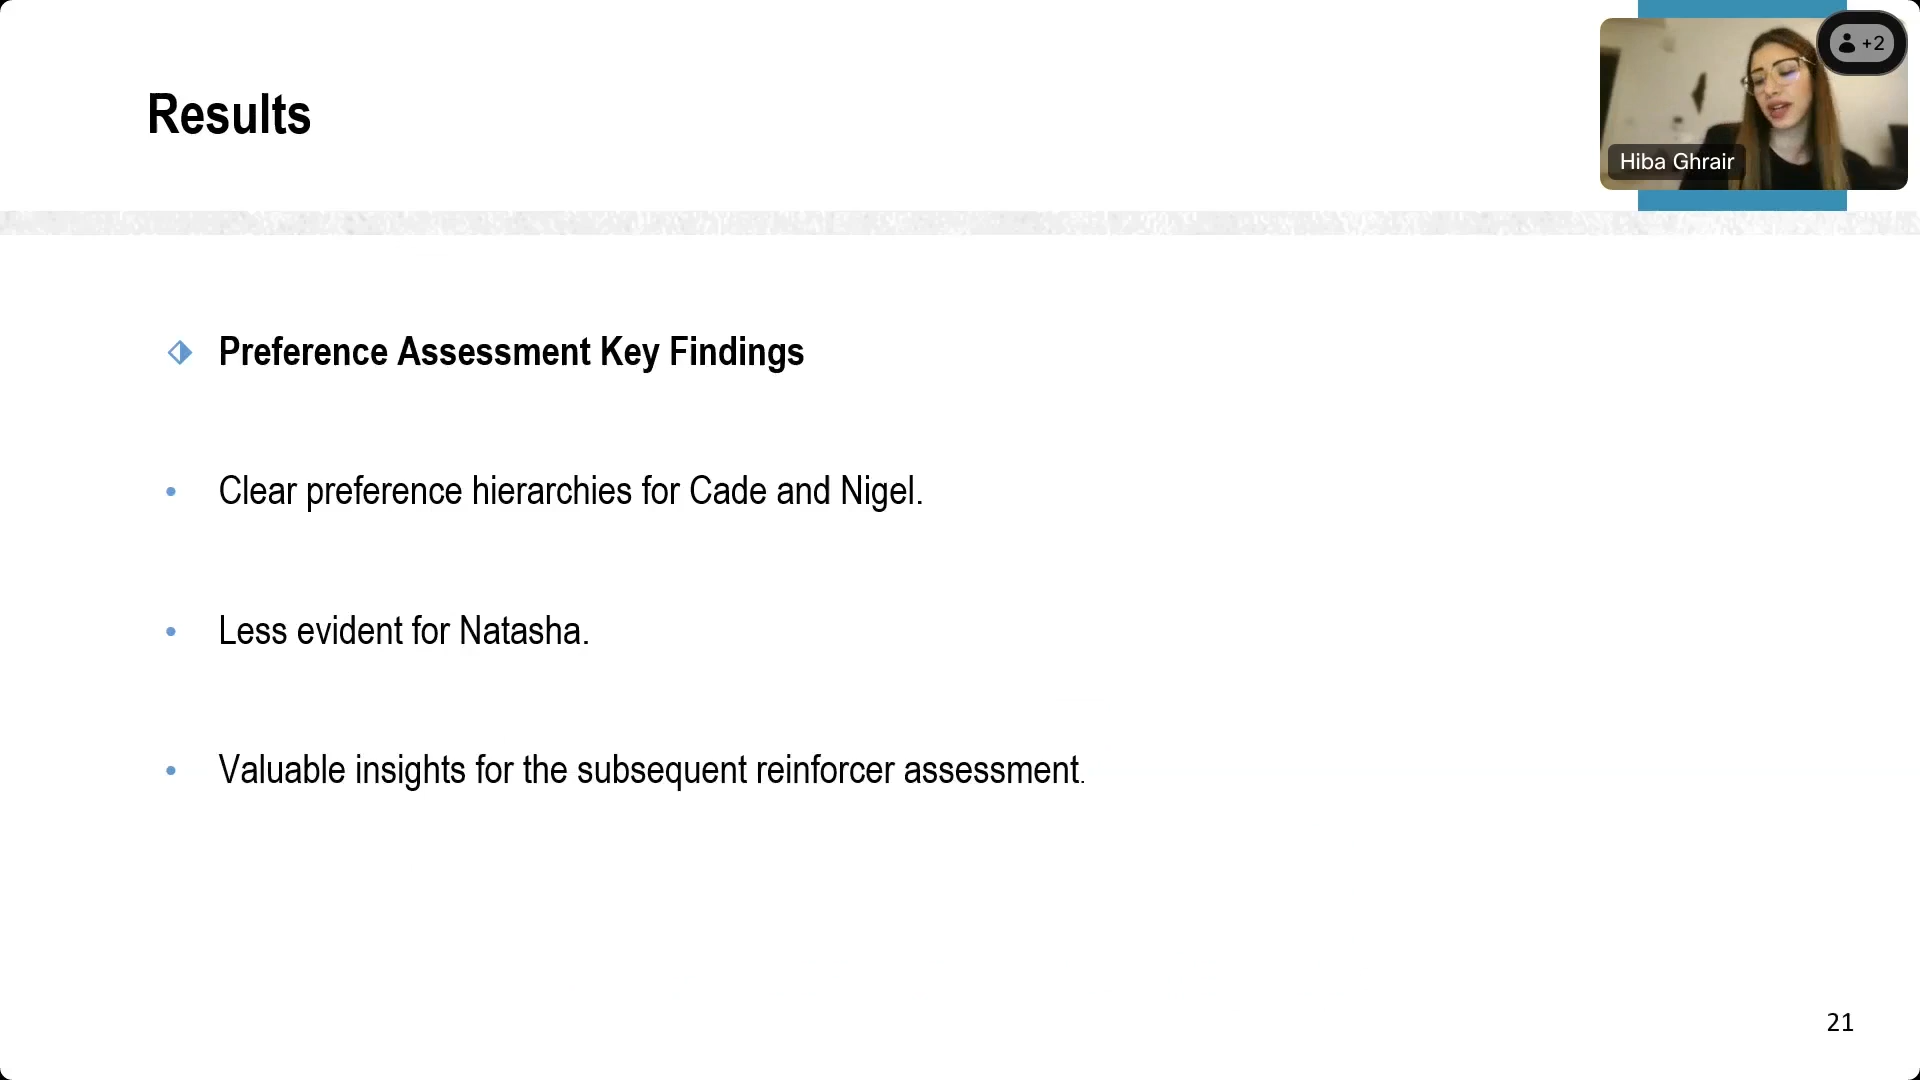 Results
+2
Hiba Ghrair
Preference Assessment Key Findings
• Clear preference hierarchies for Cade and Nigel.
• Less evident for Natasha.
• Valuable insights for the subsequent reinforcer assessment.
21